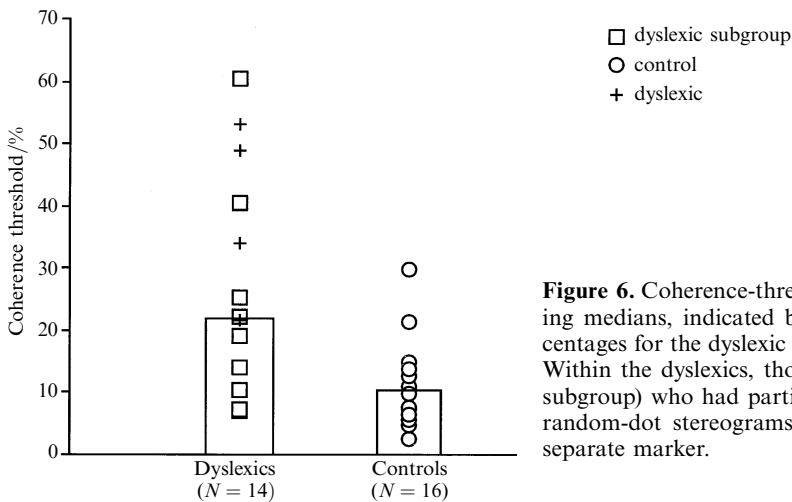 70
60
50
40
30
20
10
0
Coherence threshold/%
Dyslexics
(N = 14)
Controls
(N = 16)
dyslexic subgroup
control
dyslexic
Figure 6. Coherence-thre
ing medians, indicated b
centages for the dyslexic
Within the dyslexics, tho
subgroup) who had parti
random-dot stereograms
separate marker.